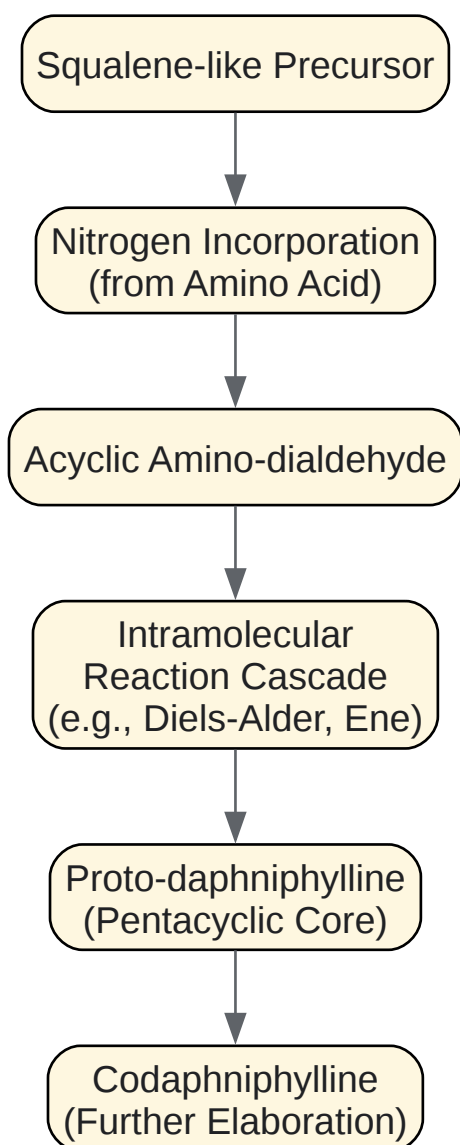 Squalene-like Precursor
Nitrogen Incorporation
(from Amino Acid)
Acyclic Amino-dialdehyde
Intramolecular
Reaction Cascade
(e.g., Diels-Alder, Ene)
Proto-daphniphylline
(Pentacyclic Core)
Codaphniphylline
(Further Elaboration)